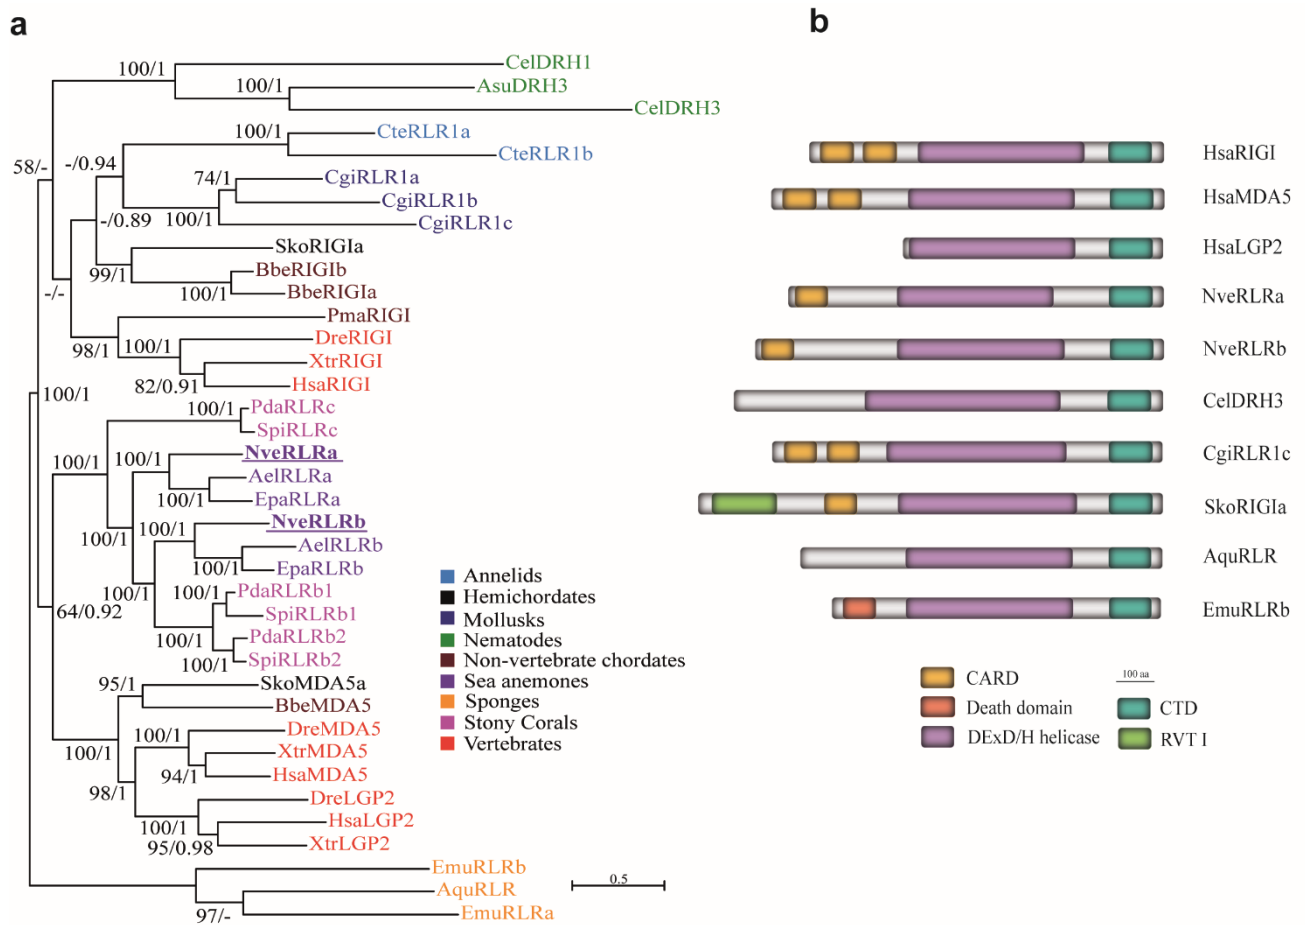 a
b
100/1
CelDRH1
100/1
AsuDRH3
CelDRH3
58/-
100/1
CteRLR1a
CteRLR1b
-/0.94
74/1
CgiRLR1a
CgiRLR1b
100/1
CgiRLR1c
-/0.89
SkoRIGIa
99/1
BbeRIGIb
100/1
BbeRIGIa
-/-
PmaRIGI
98/1
100/1
DreRIGI
XtrRIGI
82/0.91
HsaRIGI
100/1
100/1
PdaRLRc
SpiRLRc
100/1
100/1
NveRLRa
AelRLRa
100/1
EpaRLRa
100/1
100/1
NveRLRb
AelRLRb
100/1
EpaRLRb
100/1
100/1
PdaRLRb1
SpiRLRb1
64/0.92
100/1
PdaRLRb2
100/1
SpiRLRb2
95/1
SkoMDA5a
BbeMDA5
100/1
100/1
DreMDA5
XtrMDA5
94/1
HsaMDA5
98/1
DreLGP2
100/1
HsaLGP2
95/0.98
XtrLGP2
EmuRLRb
AquRLR
97/-
EmuRLRa
0.5
Annelids
Hemichordates
Mollusks
Nematodes
Non-vertebrate chordates
Sea anemones
Sponges
Stony Corals
Vertebrates
HsaRIGI
HsaMDA5
HsaLGP2
NveRLRa
NveRLRb
CelDRH3
CgiRLR1c
SkoRIGIa
AquRLR
EmuRLRb
CARD
100 aa
Death domain
CTD
DExD/H helicase
RVT I